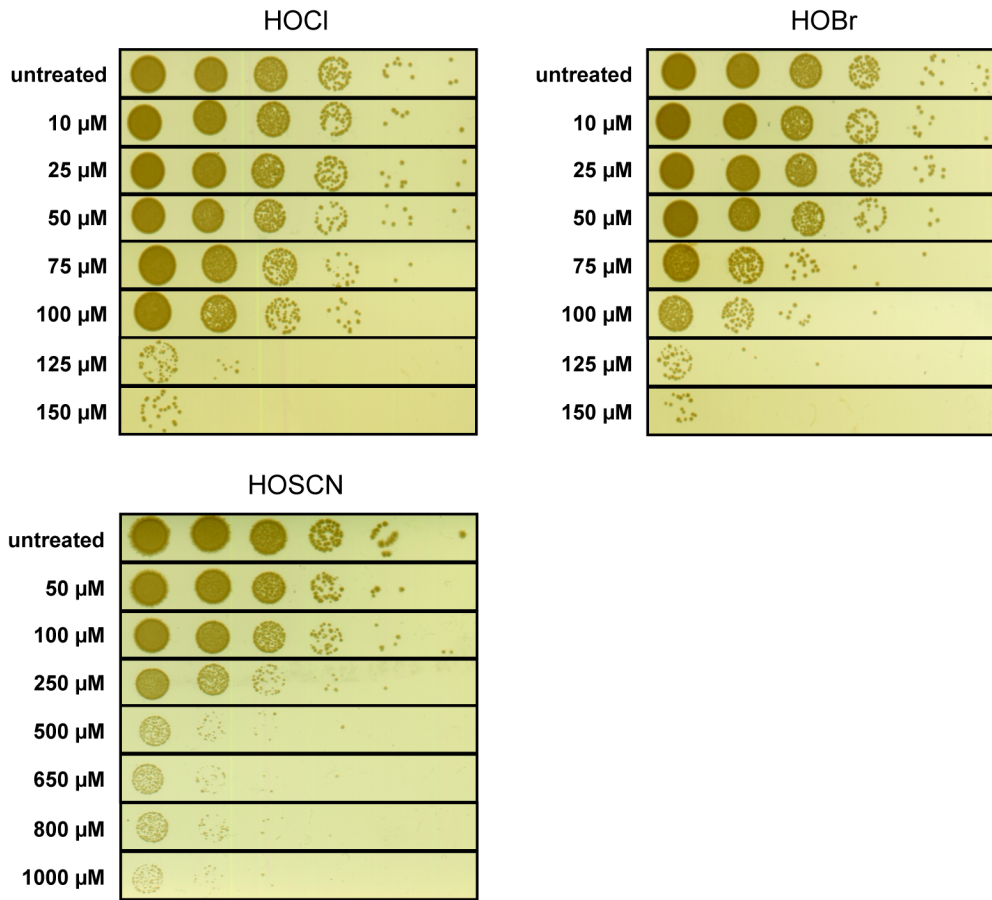 HOCl
untreated
10 µM
25 µM
50 µM
75 µM
100 µM
125 µM
150 µM
HOBr
untreated
10 µM
25 µM
50 µM
75 µM
100 µM
125 µM
150 µM
HOSCN
untreated
50 µM
100 µM
250 µM
500 µM
650 µM
800 µM
1000 µM